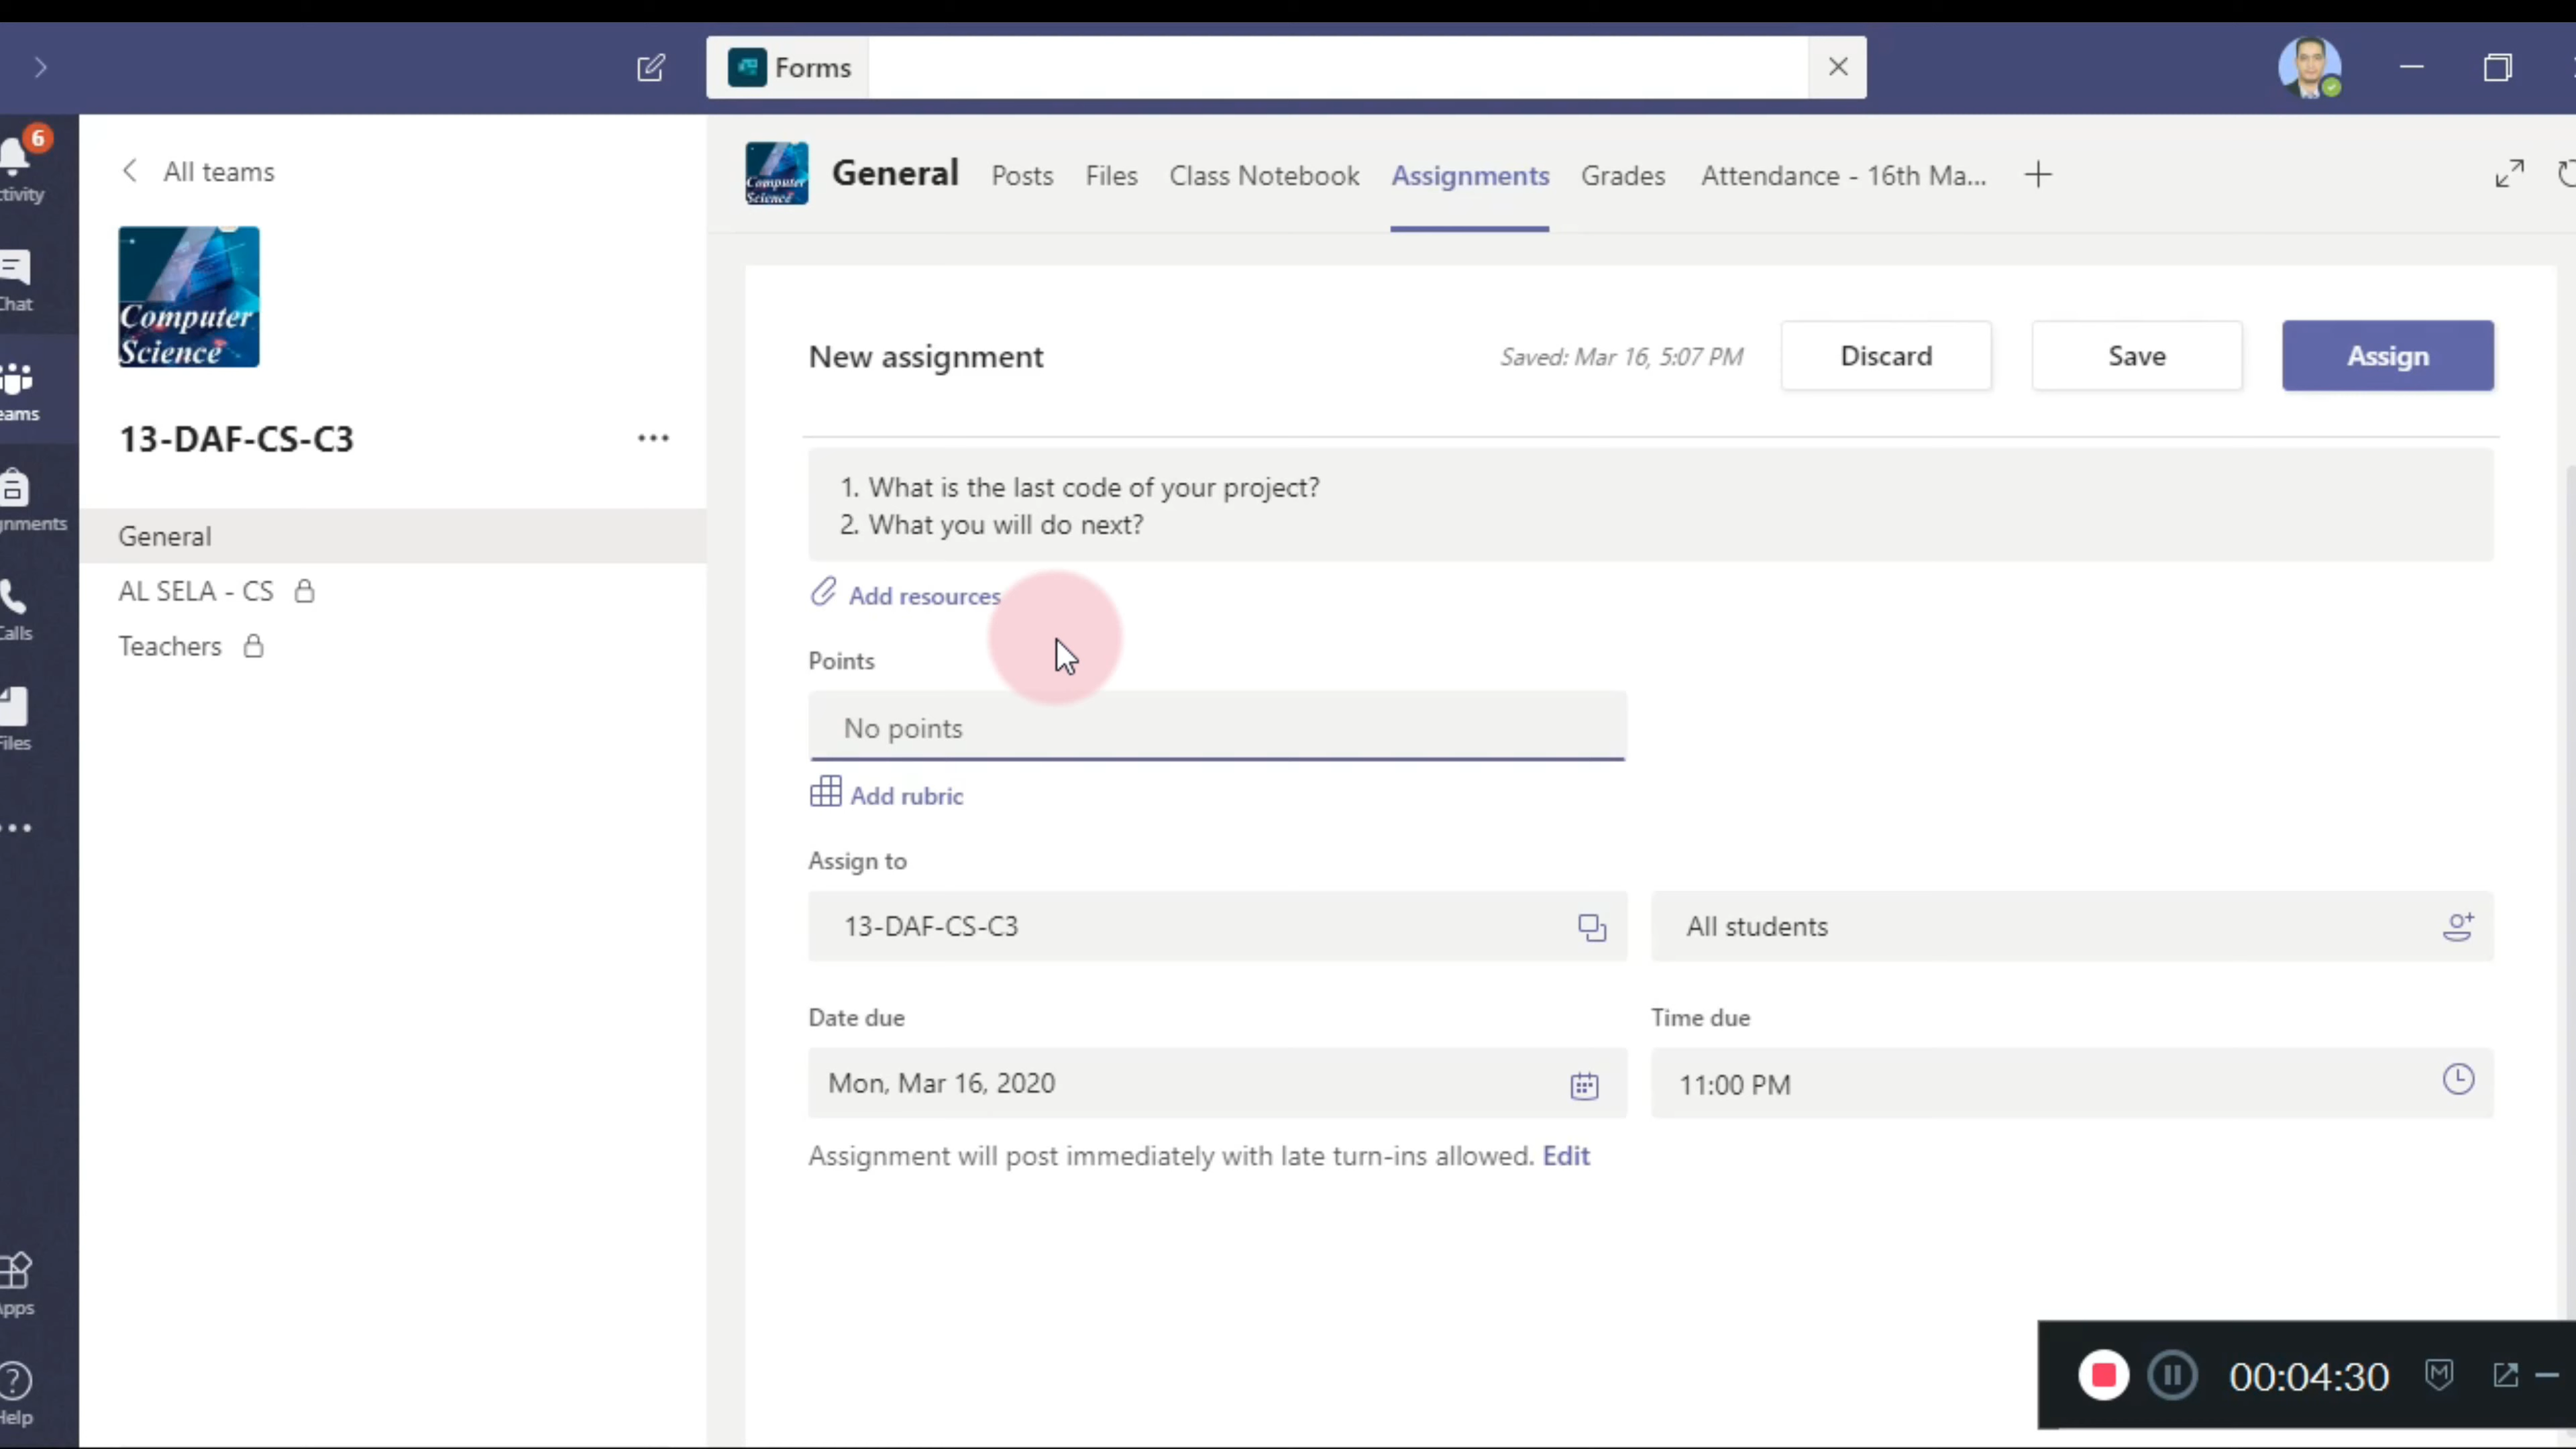 Forms
6
All teams
Computer
Science
13-DAF-CS-C3
General
AL SELA - CS
Teachers
ctivity
Chat
eams
gnments
Calls
Files
Apps
Help
Computer
Science
General
Posts
Files
Class Notebook
Assignments
Grades
Attendance - 16th Ma...
New assignment
Saved: Mar 16, 5:07 PM
Discard
Save
Assign
1. What is the last code of your project?
2. What you will do next?
Add resources
Points
No points
Add rubric
Assign to
13-DAF-CS-C3
All students
Date due
Time due
Mon, Mar 16, 2020
11:00 PM
Assignment will post immediately with late turn-ins allowed. Edit
00:04:30